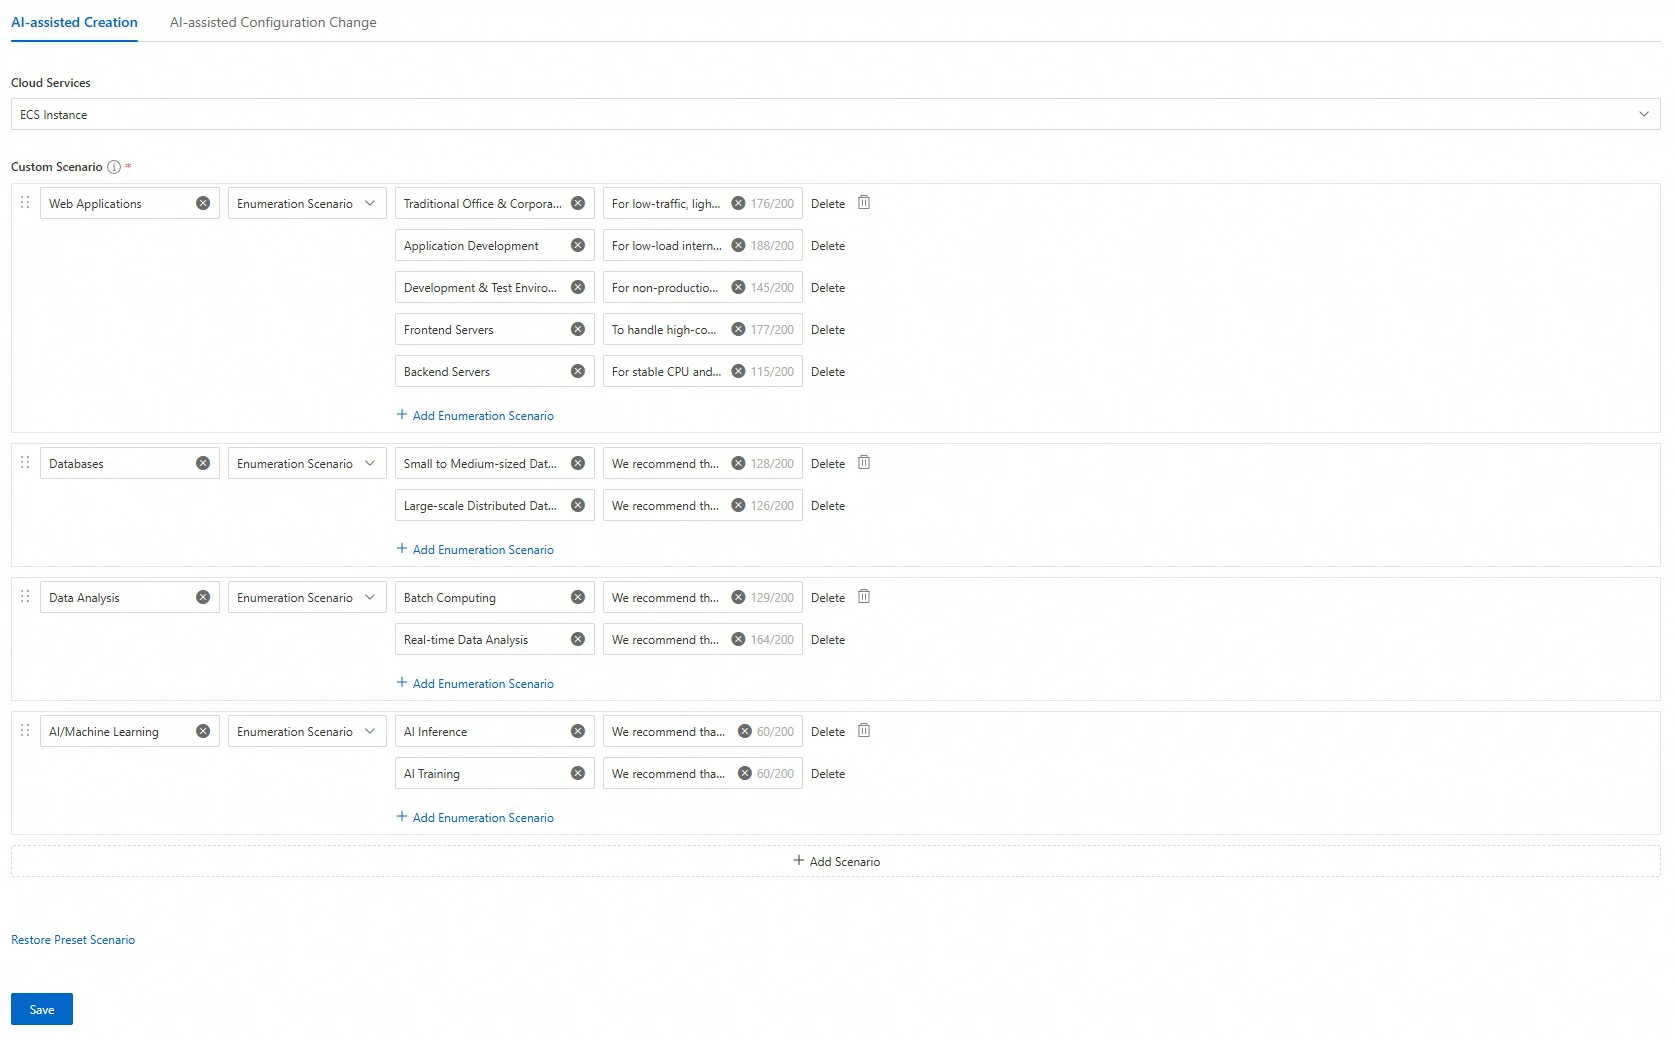 AI-assisted Creation AI-assisted Configuration Change
Cloud Services
ECS Instance
Custom Scenario *
Web Applications Enumeration Scenario Traditional Office & Corpora... For low-traffic, ligh... 176/200 Delete
Application Development For low-load intern... 188/200 Delete
Development & Test Enviro... For non-productio... 145/200 Delete
Frontend Servers To handle high-co... 177/200 Delete
Backend Servers For stable CPU and... 115/200 Delete
+ Add Enumeration Scenario
Databases Enumeration Scenario Small to Medium-sized Dat... We recommend th... 128/200 Delete
Large-scale Distributed Dat... We recommend th... 126/200 Delete
+ Add Enumeration Scenario
Data Analysis Enumeration Scenario Batch Computing We recommend th... 129/200 Delete
Real-time Data Analysis We recommend th... 164/200 Delete
+ Add Enumeration Scenario
AI/Machine Learning Enumeration Scenario AI Inference We recommend tha... 60/200 Delete
AI Training We recommend tha... 60/200 Delete
+ Add Enumeration Scenario
+ Add Scenario
Restore Preset Scenario
Save